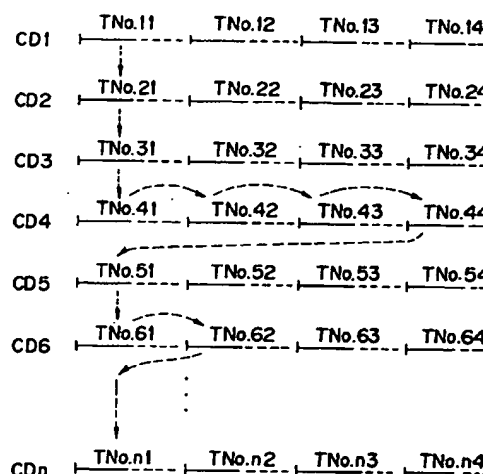 TNo.11 TNo.12 TNo.13 TNo.14
CD1
TNo.21 TNo.22 TNo.23 TNo.24
CD2
TNo.31 TNo.32 TNo.33 TNo.34
CD3
TNo.41 TNo.42 TNo.43 TNo.44
CD4
TNo.51 TNo.52 TNo.53 TNo.54
CD5
TNo.61 TNo.62 TNo.63 TNo.64
CD6
TNo.n1 TNo.n2 TNo.n3 TNo.n4
CDn